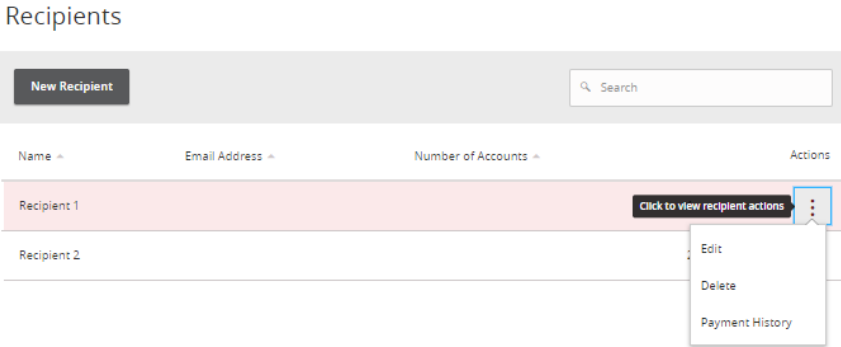 Recipients
New Recipient
Search
Name Email Address Number of Accounts Actions
Recipient 1 Click to view recipient actions
Edit
Recipient 2
Delete
Payment History